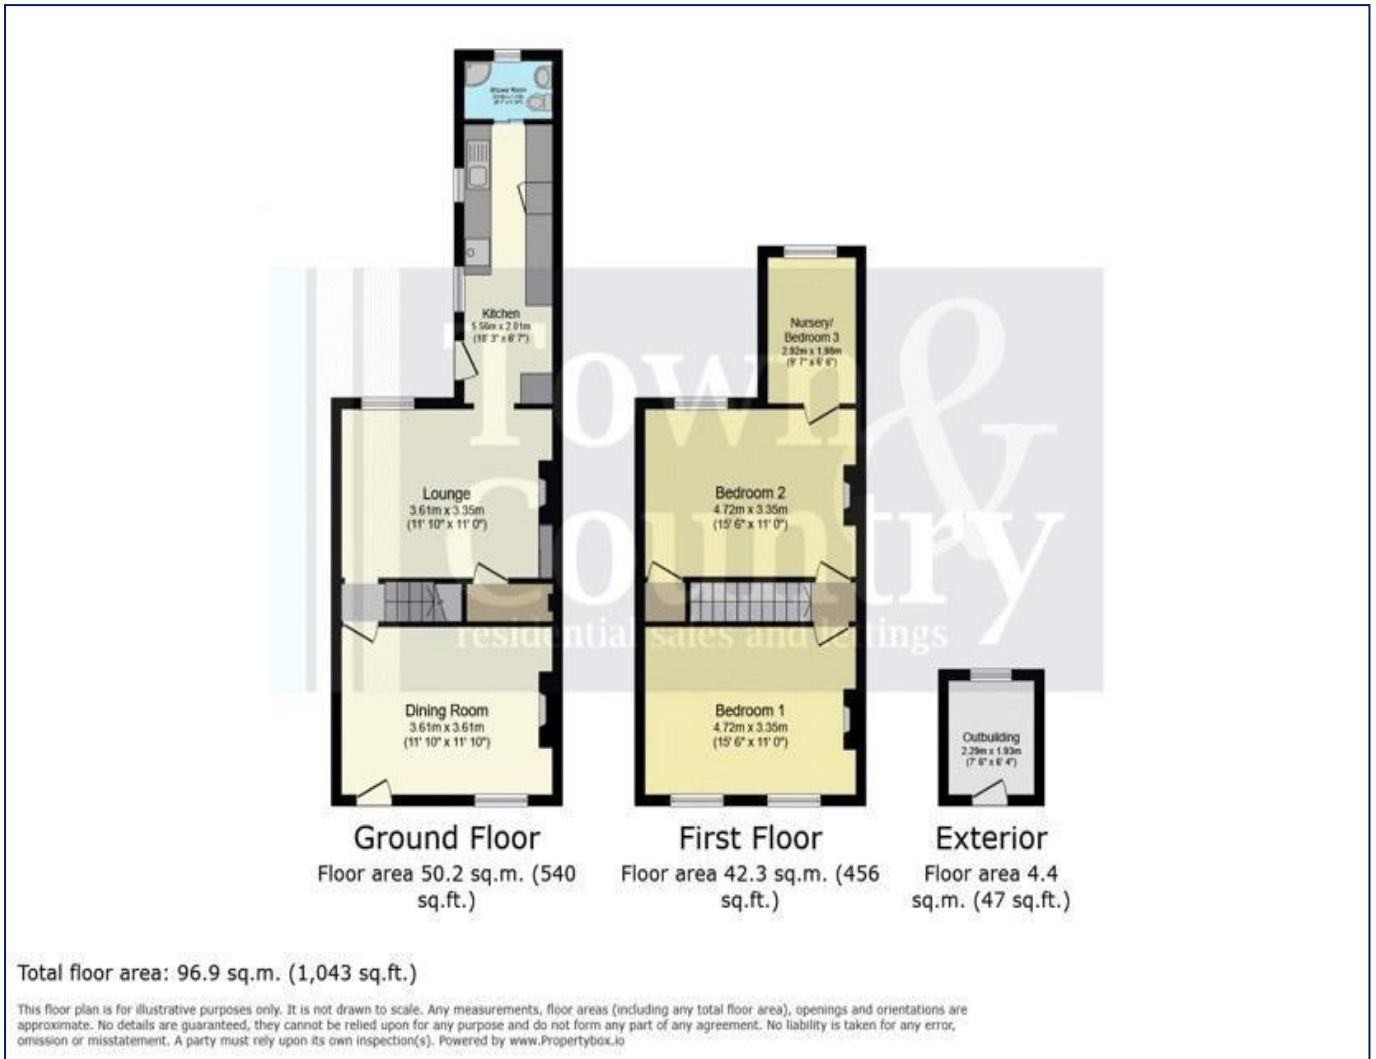 Shower Room
Kitchen
5.56m x 2.01m
(18' 3" x 6' 7")
Nursery/
Bedroom 3
2.92m x 1.98m
(9' 7" x 6' 6")
Town &
Country
residential sales and lettings
Lounge
3.61m x 3.35m
(11' 10" x 11' 0")
Bedroom 2
4.72m x 3.35m
(15' 6" x 11' 0")
Dining Room
3.61m x 3.61m
(11' 10" x 11' 10")
Bedroom 1
4.72m x 3.35m
(15' 6" x 11' 0")
Outbuilding
2.29m x 1.93m
(7' 6" x 6' 4")
Ground Floor
Floor area 50.2 sq.m. (540
sq.ft.)
First Floor
Floor area 42.3 sq.m. (456
sq.ft.)
Exterior
Floor area 4.4
sq.m. (47 sq.ft.)
Total floor area: 96.9 sq.m. (1,043 sq.ft.)
This floor plan is for illustrative purposes only. It is not drawn to scale. Any measurements, floor areas (including any total floor area), openings and orientations are
approximate. No details are guaranteed, they cannot be relied upon for any purpose and do not form any part of any agreement. No liability is taken for any error,
omission or misstatement. A party must rely upon its own inspection(s). Powered by www.Propertybox.io